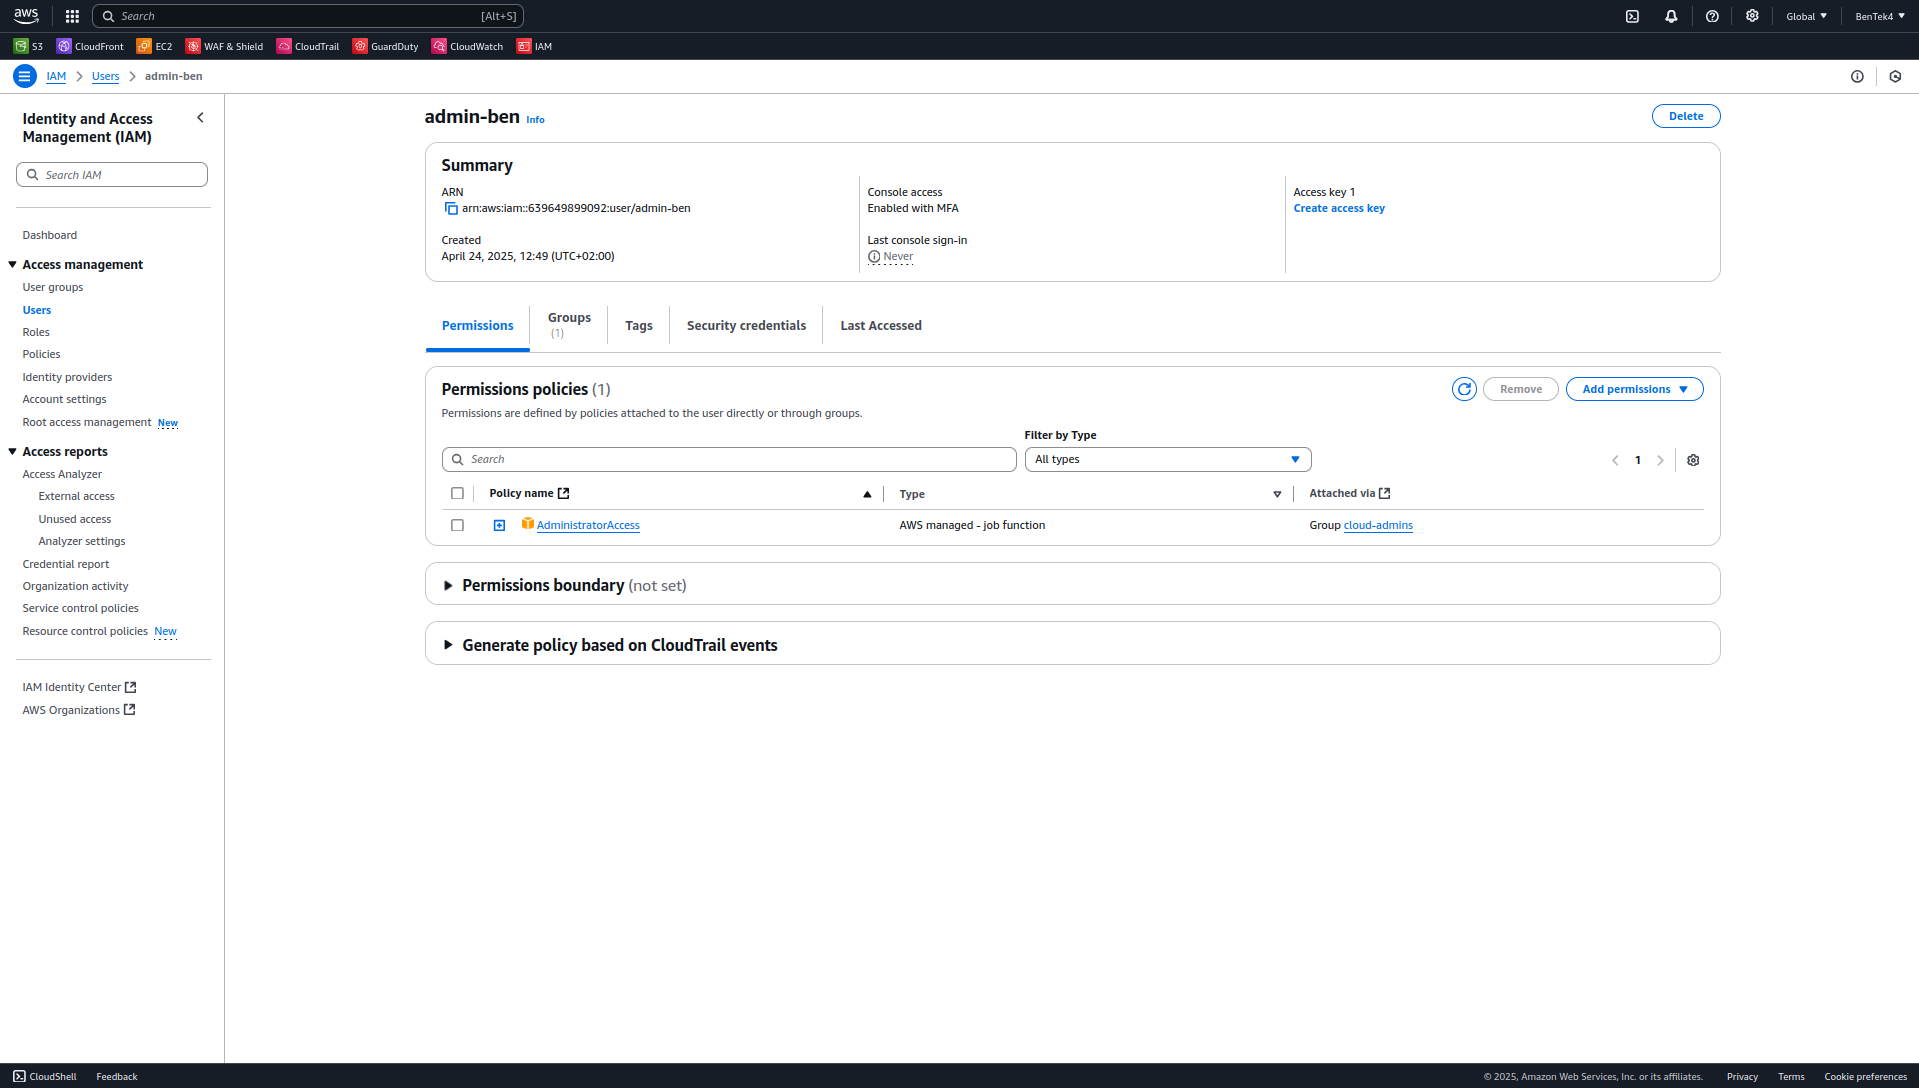 aws
Search [Alt+S]
Global
BenTek4
S3 CloudFront EC2 WAF & Shield CloudTrail GuardDuty CloudWatch IAM
IAM Users admin-ben
Identity and Access
Management (IAM)
Search IAM
Dashboard
Access management
User groups
Users
Roles
Policies
Identity providers
Account settings
Root access management New
Access reports
Access Analyzer
External access
Unused access
Analyzer settings
Credential report
Organization activity
Service control policies
Resource control policies New
IAM Identity Center
AWS Organizations
admin-ben Info
Delete
Summary
ARN
arn:aws:iam::639649899092:user/admin-ben
Created
April 24, 2025, 12:49 (UTC+02:00)
Console access
Enabled with MFA
Last console sign-in
Never
Access key 1
Create access key
Permissions
Groups
(1)
Tags
Security credentials
Last Accessed
Permissions policies (1)
Remove
Add permissions
Permissions are defined by policies attached to the user directly or through groups.
Filter by Type
Search
All types
1
Policy name Type Attached via
AdministratorAccess AWS managed - job function Group cloud-admins
Permissions boundary (not set)
Generate policy based on CloudTrail events
CloudShell Feedback
© 2025, Amazon Web Services, Inc. or its affiliates. Privacy Terms Cookie preferences